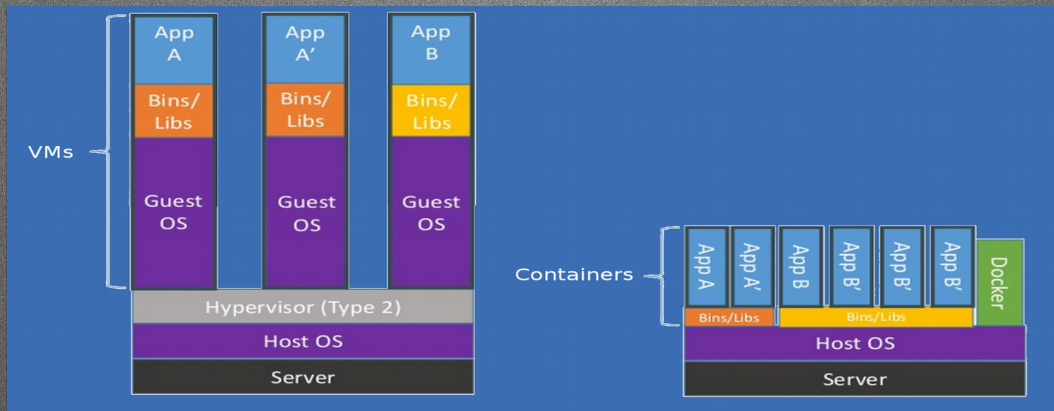 App
A
App
A’
App
B
Bins/
Libs
Bins/
Libs
Bins/
Libs
VMs
Guest
OS
Guest
OS
Guest
OS
Hypervisor (Type 2)
Host OS
Server
Containers
App A
App A’
App B
App B’
App B’
App B’
Docker
Bins/Libs
Bins/Libs
Host OS
Server